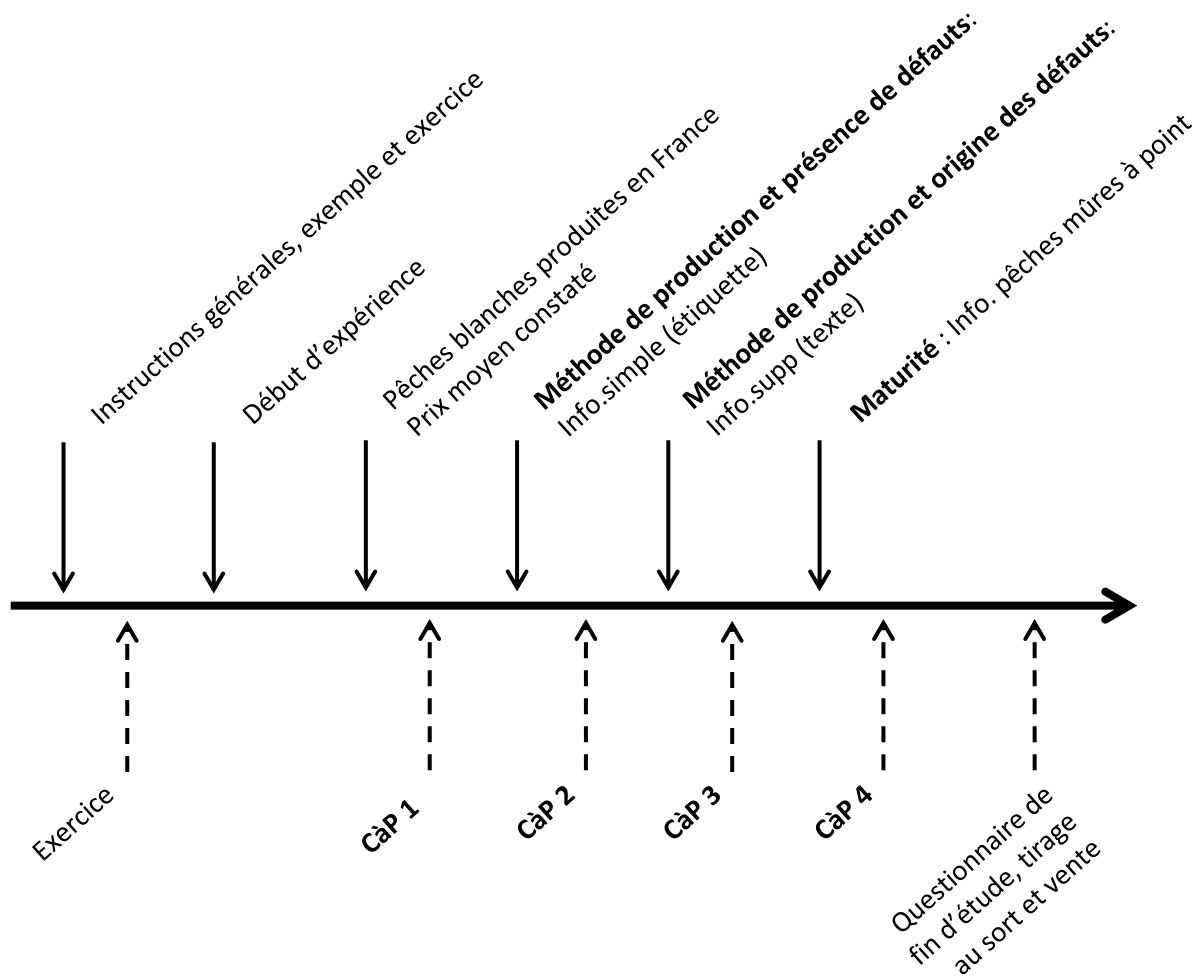 Instructions générales, exemple et exercice
Début d’expérience
Pêches blanches produites en France
Prix moyen constaté
Méthode de production et présence de défauts:
Info.simple (étiquette)
Méthode de production et origine des défauts:
Info.supp (texte)
Maturité : Info. pêches mûres à point
Exercice
CàP 1
CàP 2
CàP 3
CàP 4
Questionnaire de
fin d’étude, tirage
au sort et vente